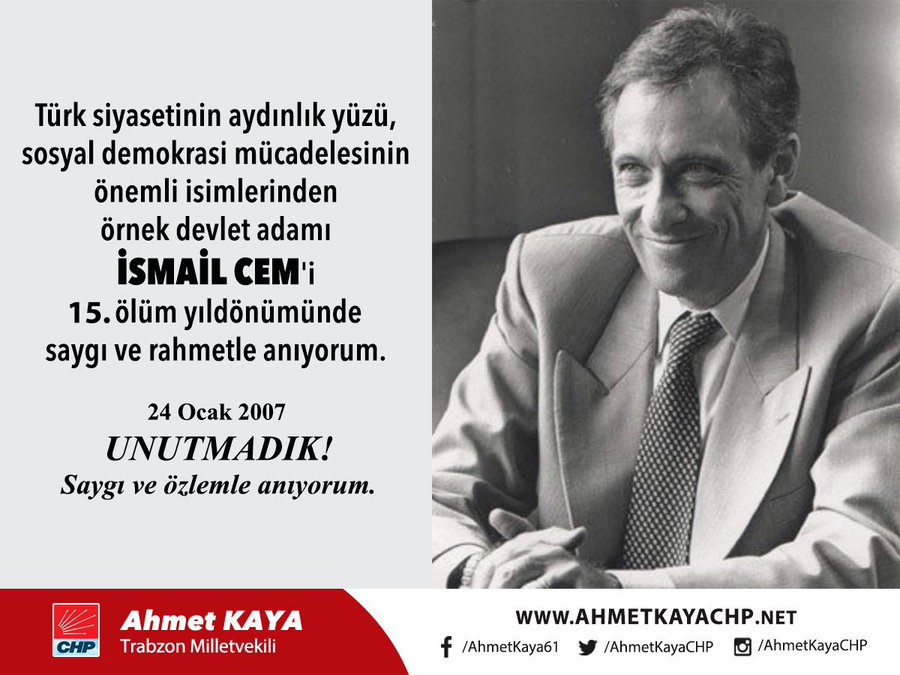 Türk siyasetinin aydınlık yüzü,
sosyal demokrasi mücadelesinin
önemli isimlerinden
örnek devlet adamı
İSMAİL CEM'i
15. ölüm yıldönümünde
saygı ve rahmetle anıyorum.
24 Ocak 2007
UNUTMADIK!
Saygı ve özlemle anıyorum.
CHP
Ahmet KAYA
Trabzon Milletvekili
WWW.AHMETKAYACHP.NET
/AhmetKaya61 /AhmetKayaCHP /AhmetKayaCHP